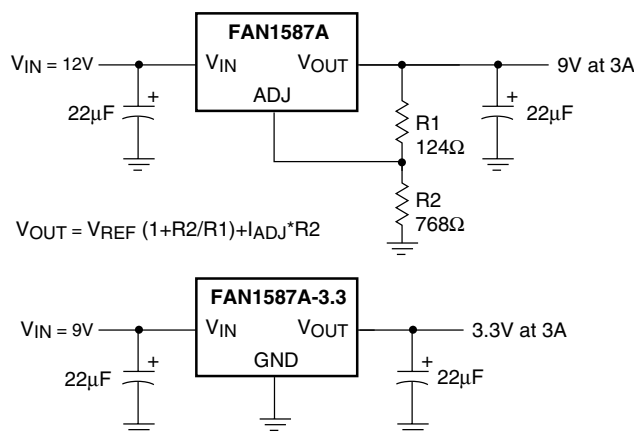 FAN1587A
V_IN = 12V
V_IN
V_OUT
9V at 3A
ADJ
+
22μF
R1
124Ω
+
22μF
R2
768Ω
V_OUT = V_REF (1+R2/R1)+I_ADJ*R2
FAN1587A-3.3
V_IN = 9V
V_IN
V_OUT
3.3V at 3A
GND
+
22μF
+
22μF